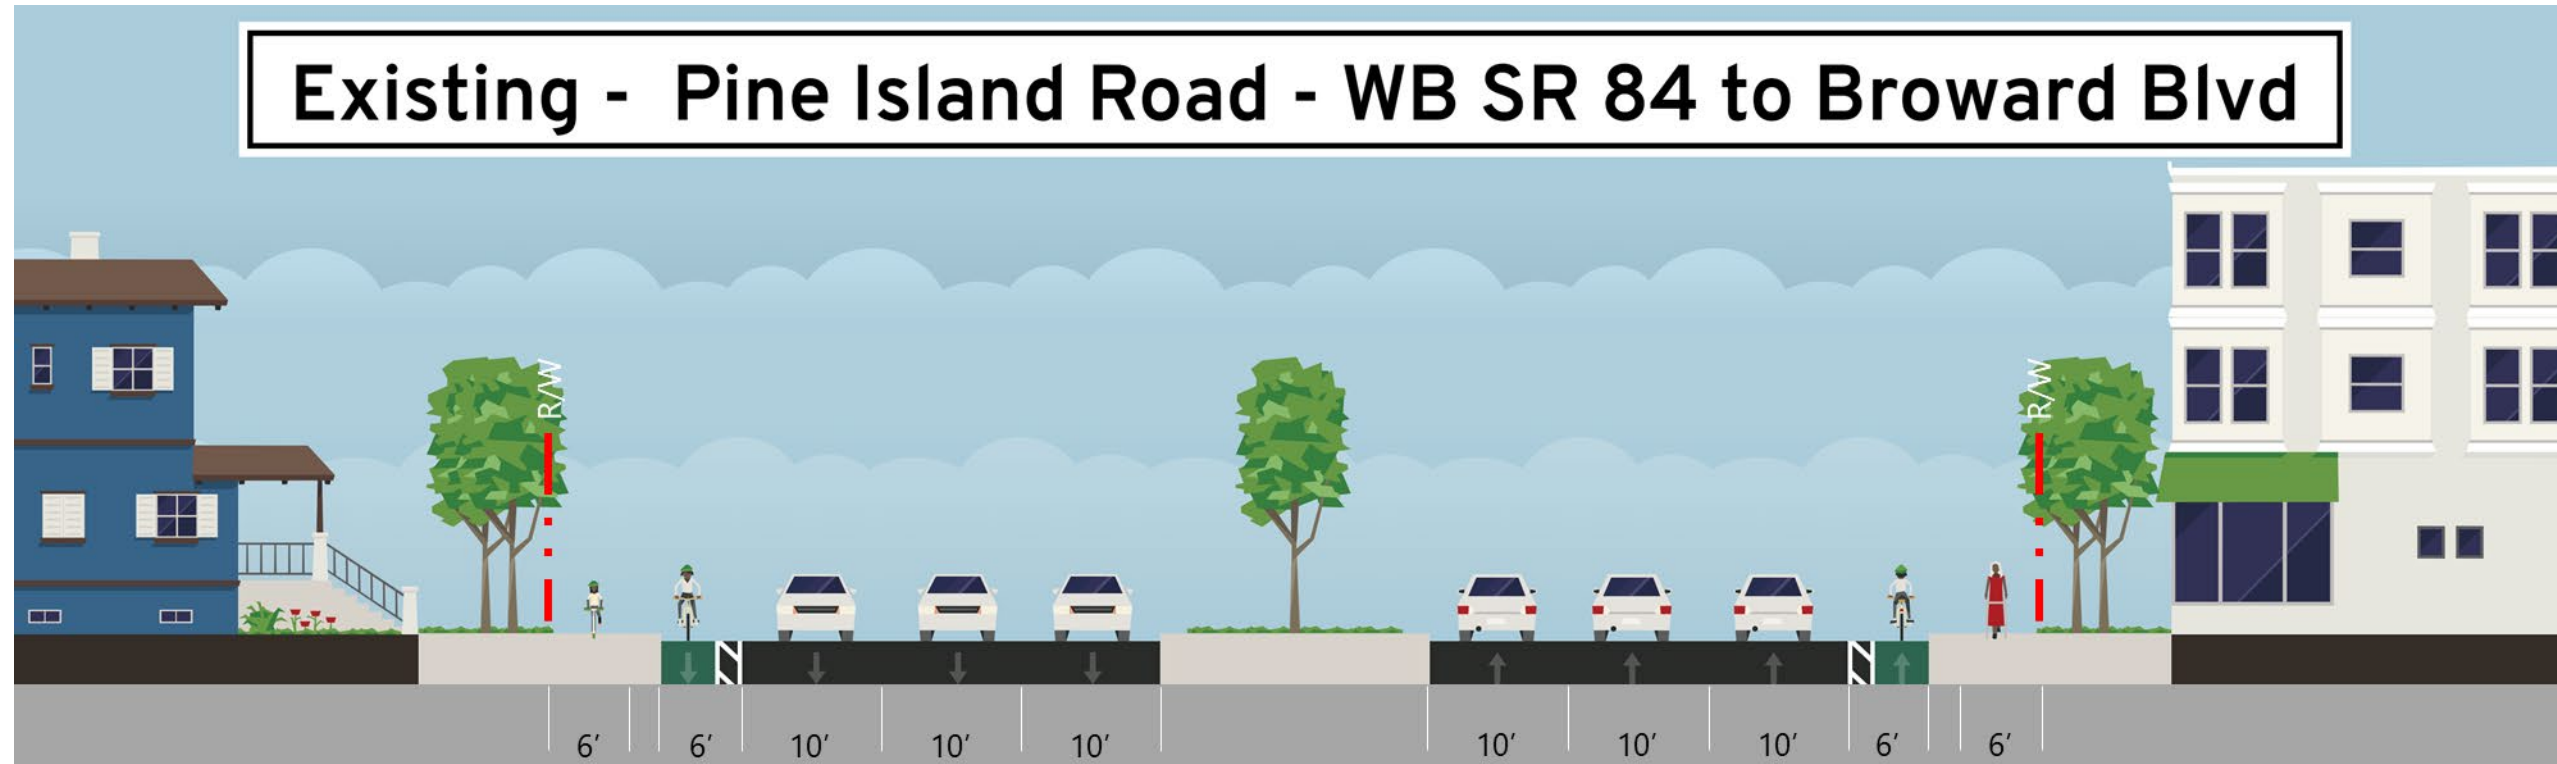 Existing -  Pine Island Road - WB SR 84 to Broward Blvd
R/W
R/W
6’ 6’ 10’ 10’ 10’ 10’ 10’ 10’ 6’ 6’